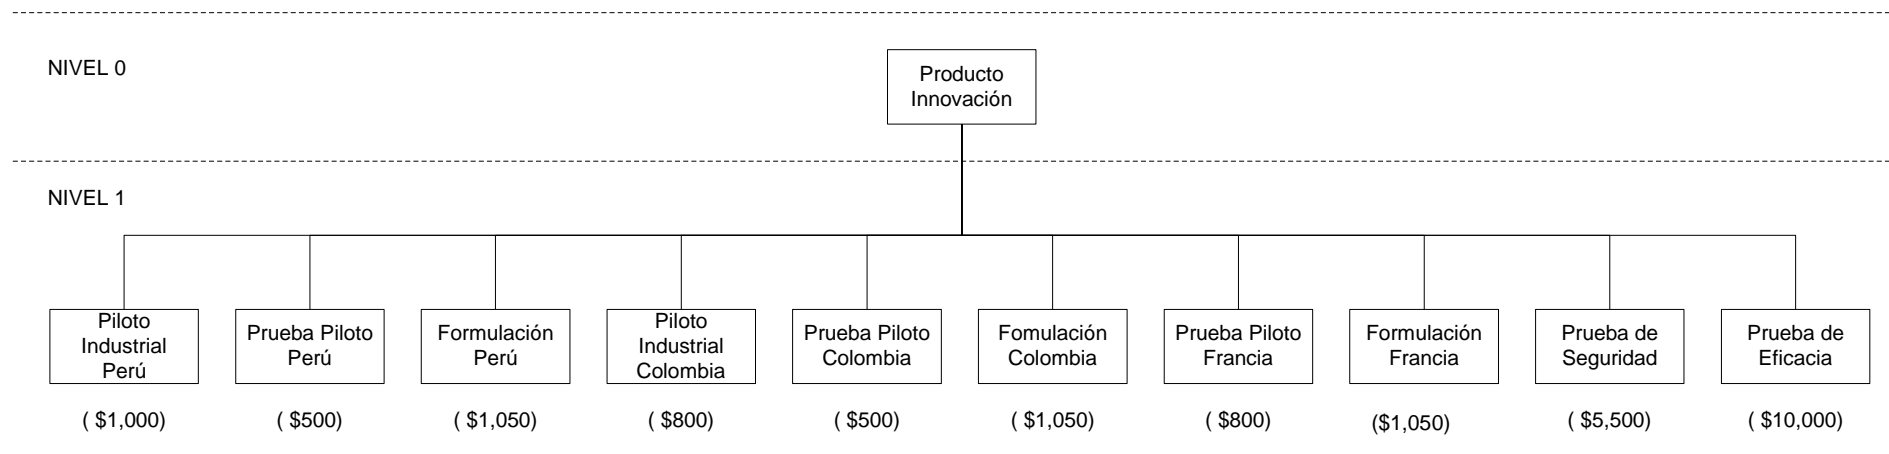 NIVEL 0
Producto
Innovación
NIVEL 1
Piloto
Industrial
Perú
Prueba Piloto
Perú
Formulación
Perú
Piloto
Industrial
Colombia
Prueba Piloto
Colombia
Fomulación
Colombia
Prueba Piloto
Francia
Formulación
Francia
Prueba de
Seguridad
Prueba de
Eficacia
( $1,000)
( $500)
( $1,050)
( $800)
( $500)
( $1,050)
( $800)
($1,050)
( $5,500)
( $10,000)